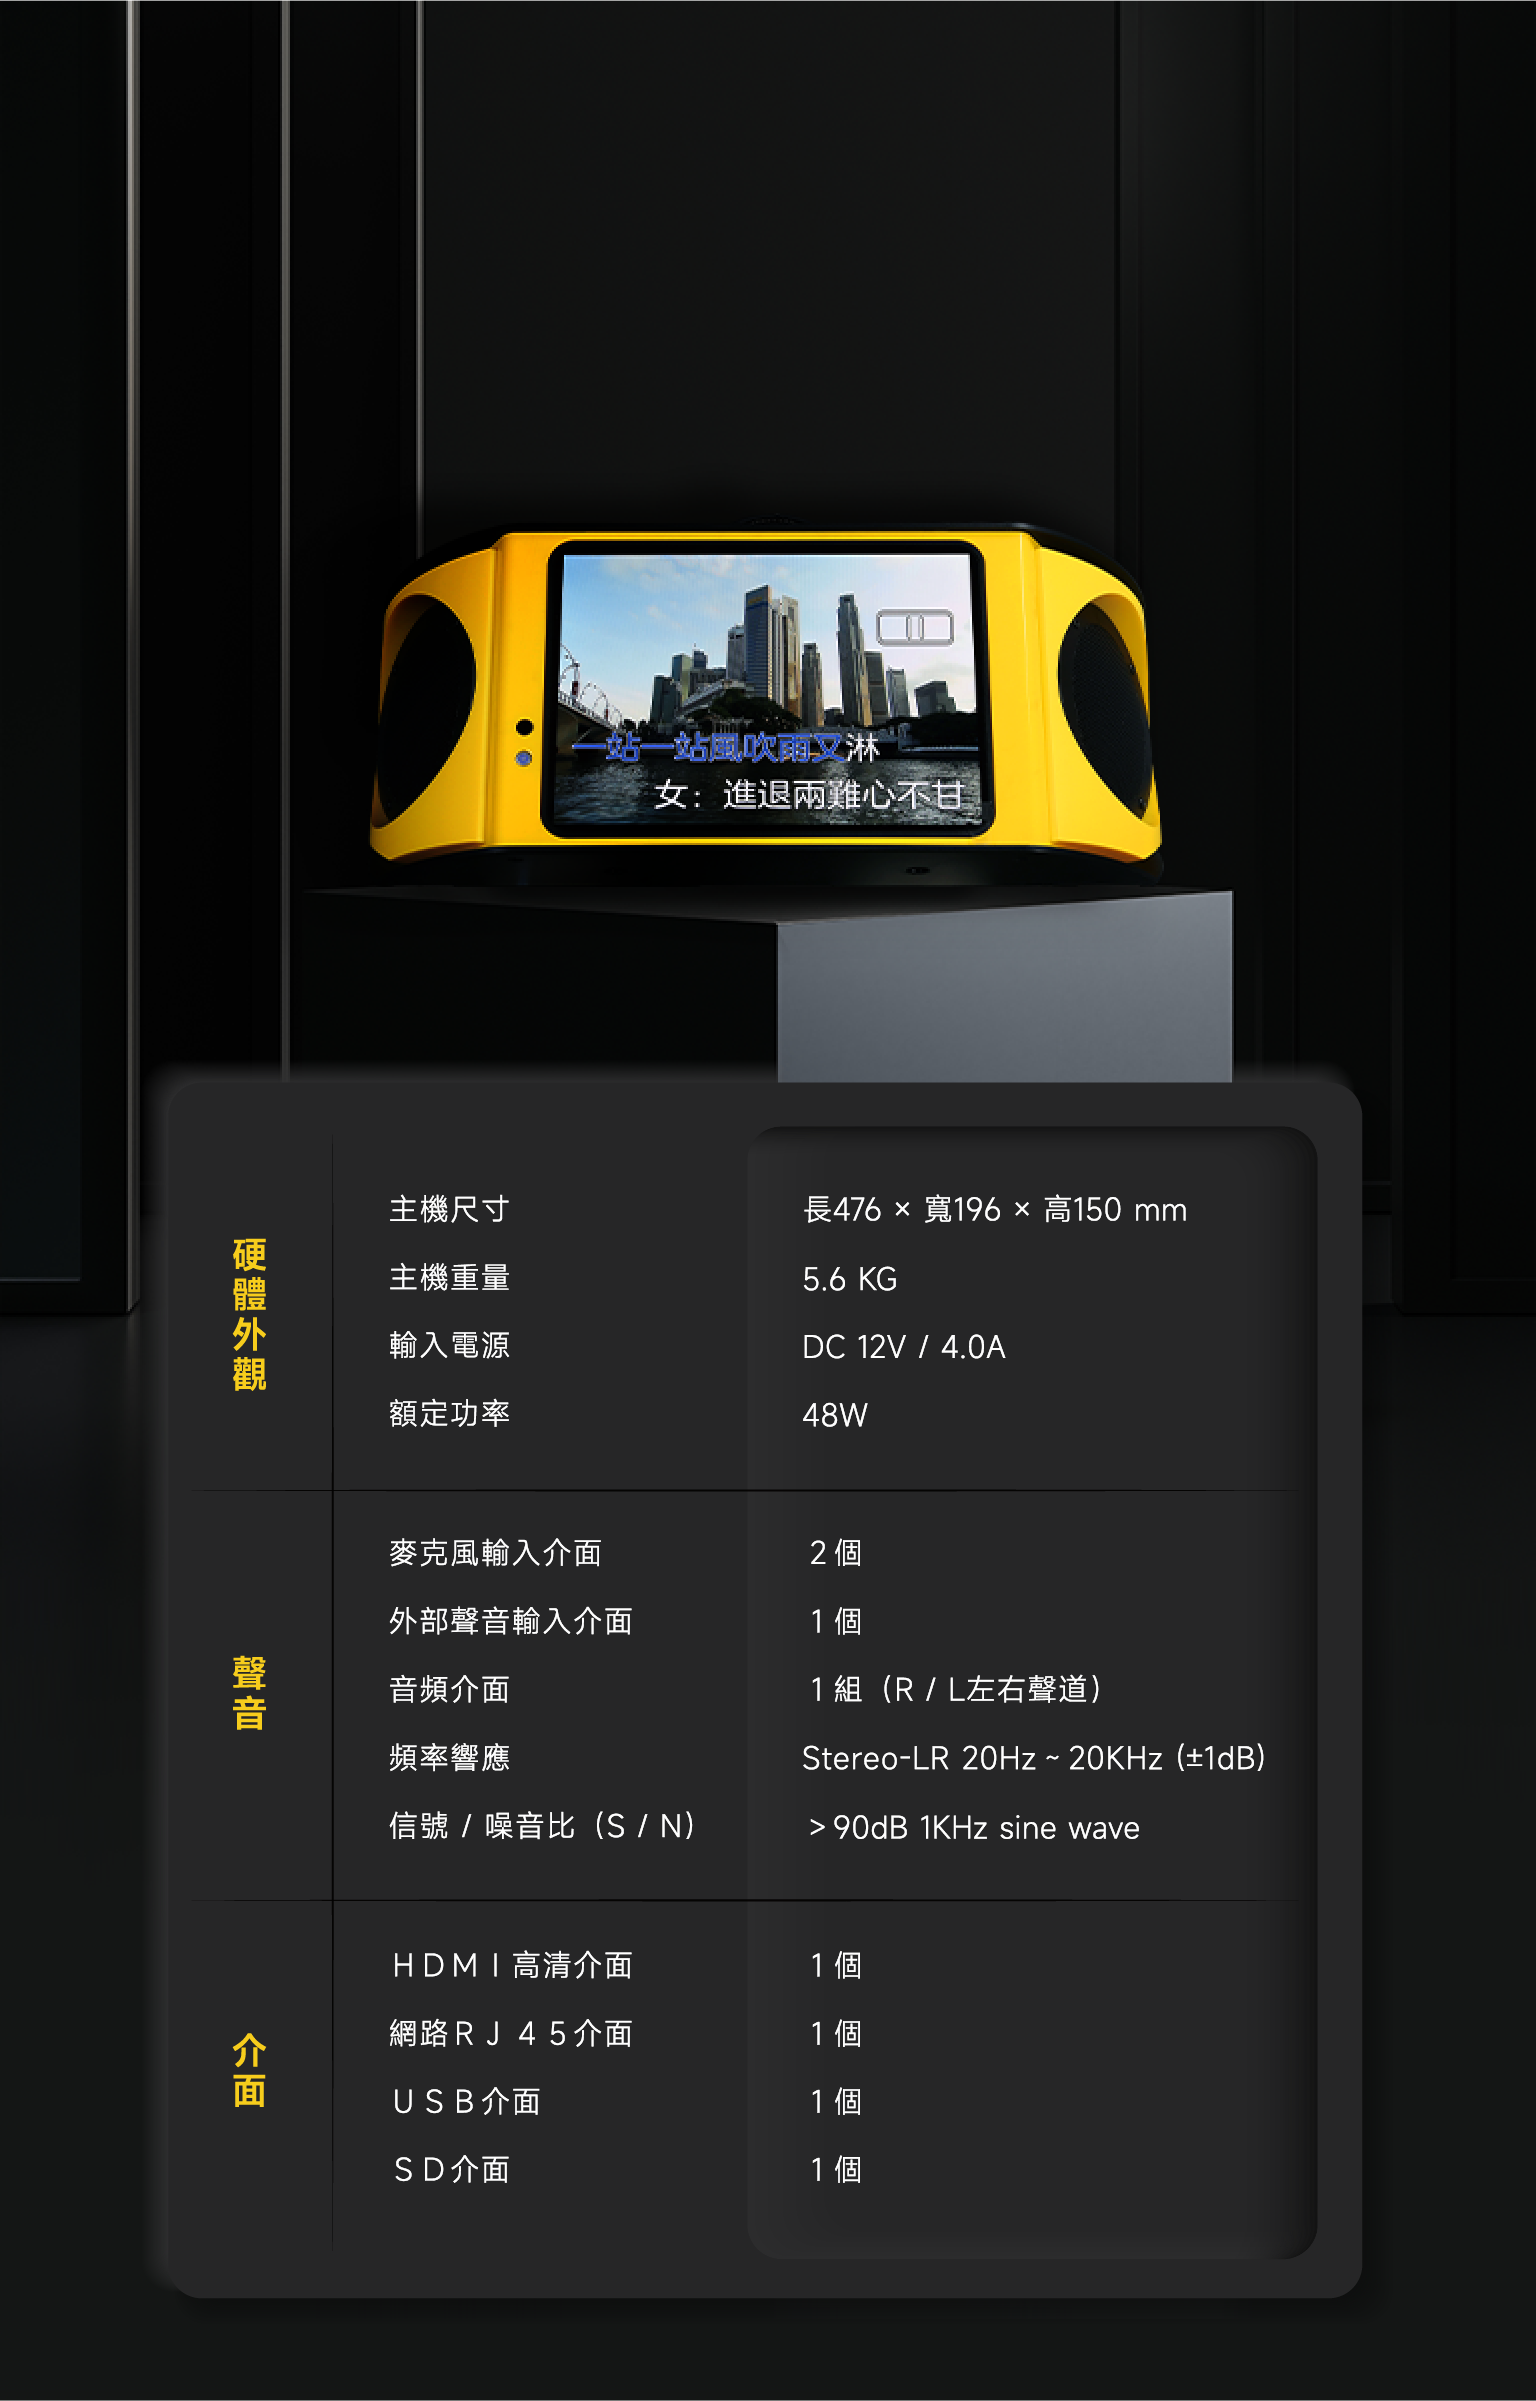 一站一站風吹雨又淋
女：進退兩難心不甘
硬體外觀
主機尺寸 長476 × 寬196 × 高150 mm
主機重量 5.6 KG
輸入電源 DC 12V / 4.0A
額定功率 48W
聲音
麥克風輸入介面 2 個
外部聲音輸入介面 1 個
音頻介面 1 組（R / L左右聲道）
頻率響應 Stereo-LR 20Hz ~ 20KHz (±1dB)
信號 / 噪音比（S / N） > 90dB 1KHz sine wave
介面
HDMI高清介面 1 個
網路RJ45介面 1 個
USB介面 1 個
SD介面 1 個